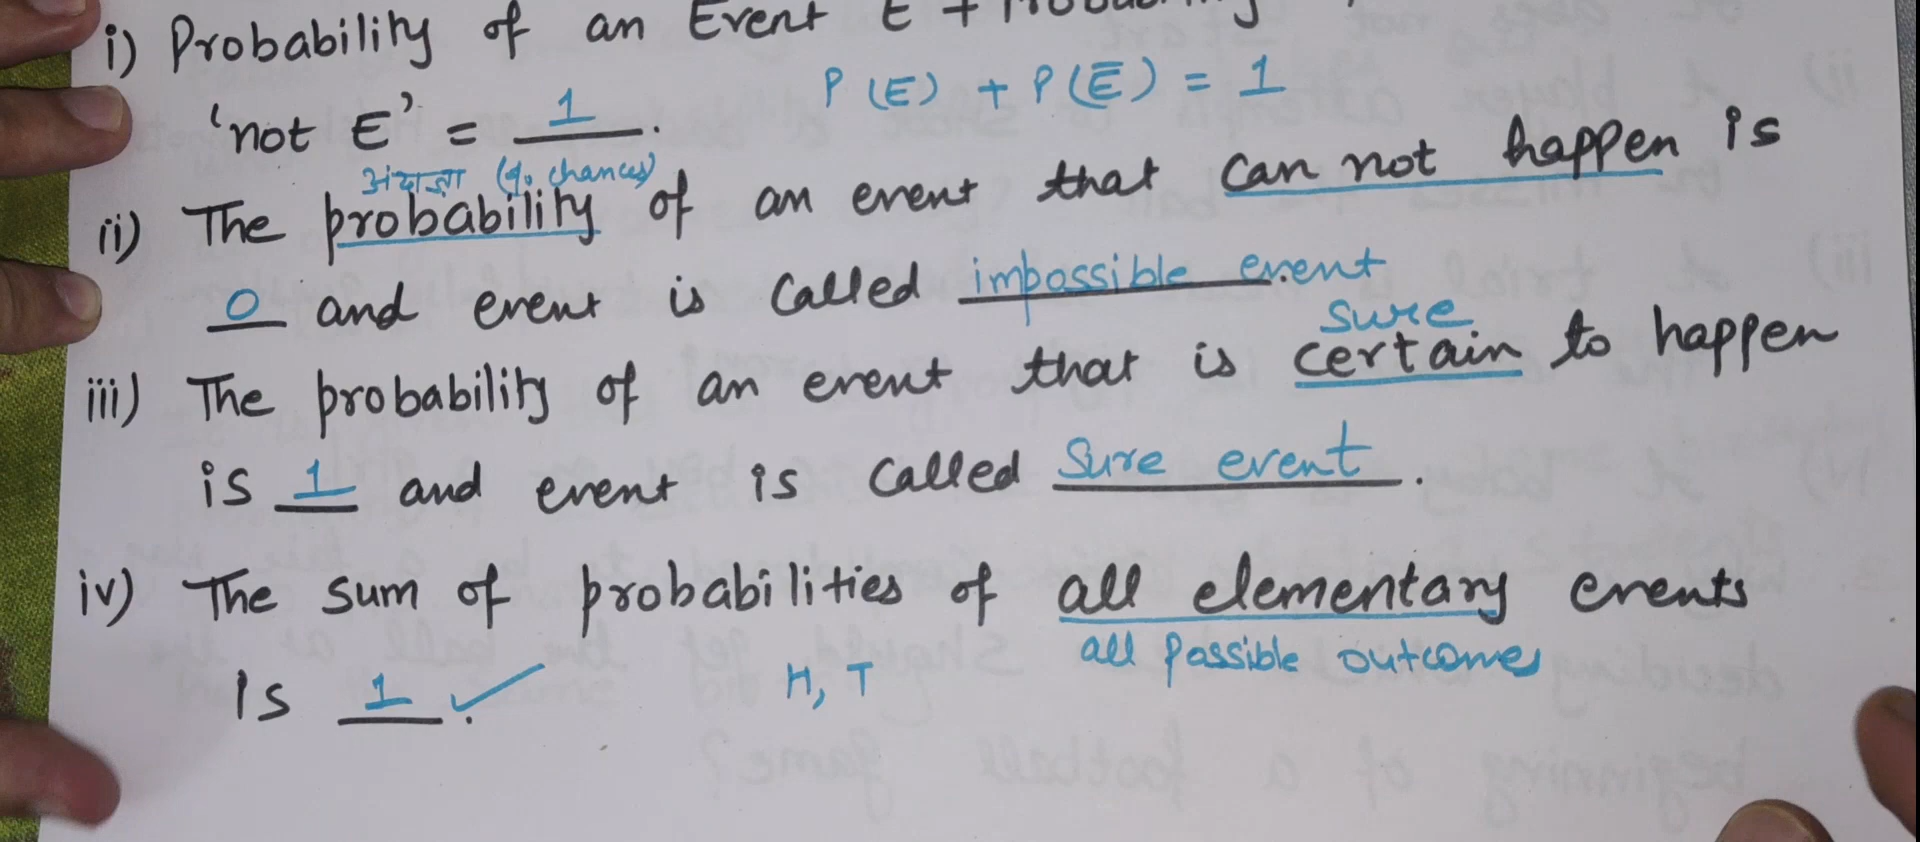 i) Probability of an Event E + Probability
P(E) + P(E̅) = 1
'not E' = 1.
अंदाज़ा (% chances)
ii) The probability of an event that can not happen is
0 and event is called impossible event
sure
iii) The probability of an event that is certain to happen
is 1 and event is called Sure event.
iv) The sum of probabilities of all elementary events
all possible outcomes
is 1.
H, T